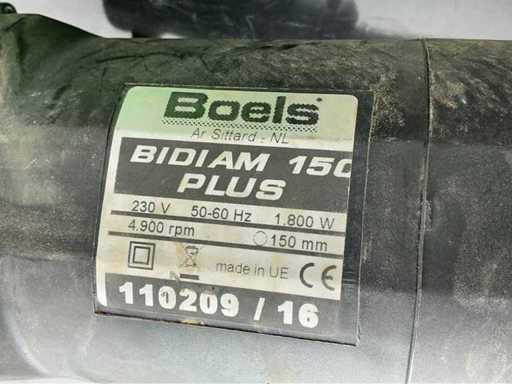 Boels
Ar Sittard - NL
BIDIAM 150
PLUS
230 V 50-60 Hz 1.800 W
4.900 rpm 150 mm
made in UE CE
110209 / 16